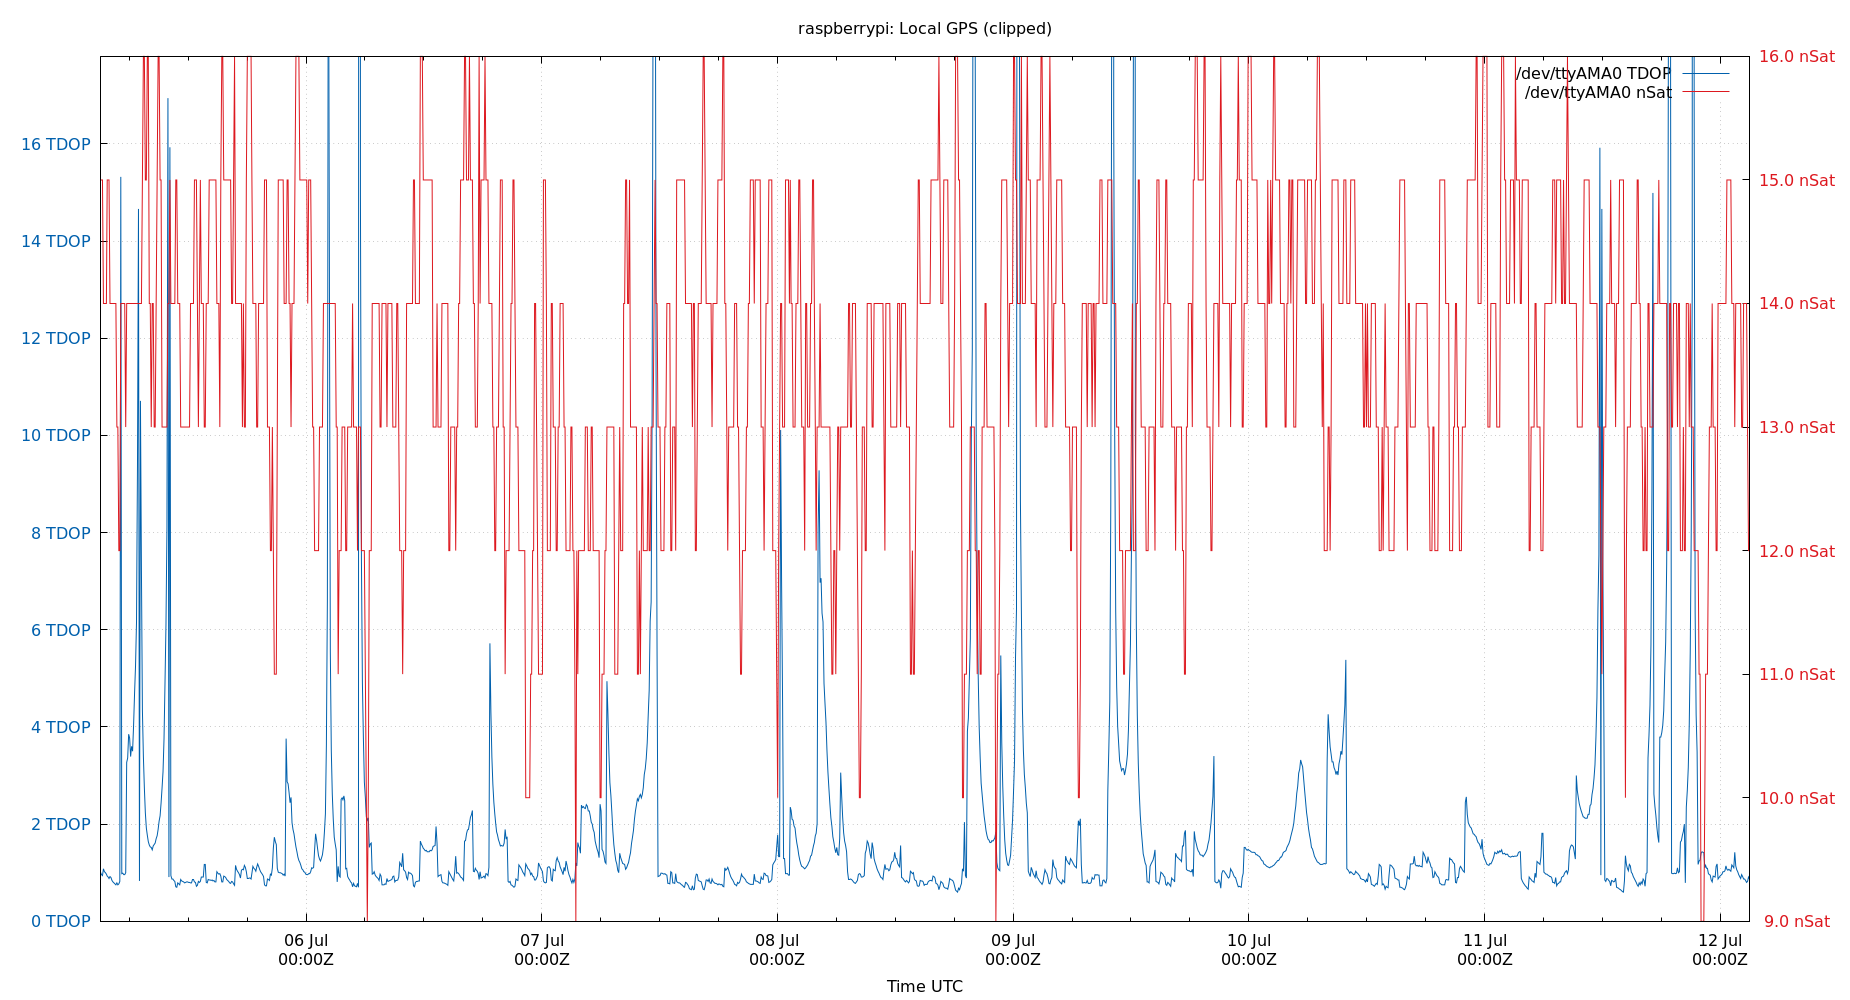 raspberrypi: Local GPS (clipped)
16.0 nSat
/dev/ttyAMA0 TDOP
/dev/ttyAMA0 nSat
16 TDOP
15.0 nSat
14 TDOP
14.0 nSat
12 TDOP
13.0 nSat
10 TDOP
12.0 nSat
8 TDOP
11.0 nSat
6 TDOP
4 TDOP
10.0 nSat
2 TDOP
0 TDOP
9.0 nSat
06 Jul 07 Jul 08 Jul 09 Jul 10 Jul 11 Jul 12 Jul
00:00Z 00:00Z 00:00Z 00:00Z 00:00Z 00:00Z 00:00Z
Time UTC